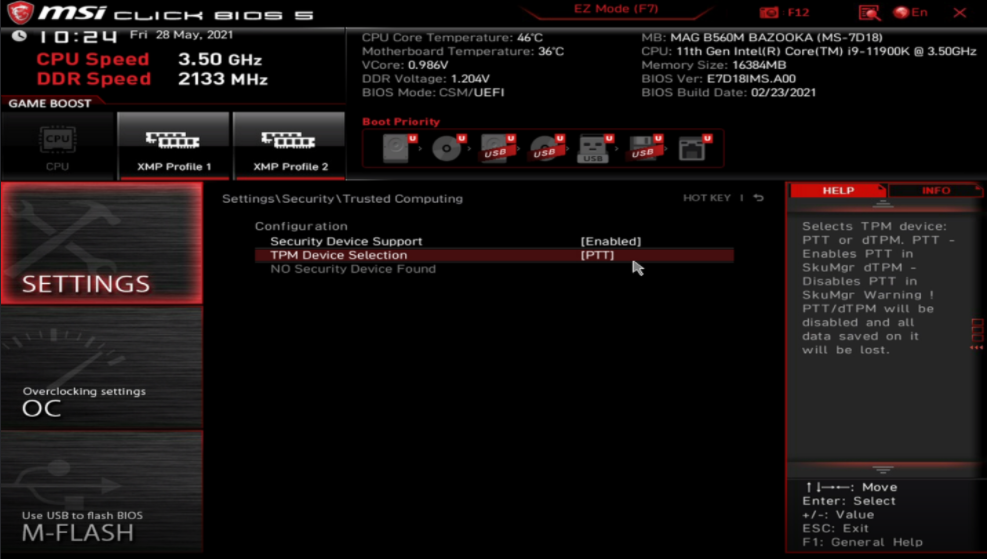 msi CLICK BIOS 5
EZ Mode (F7)
F12
En
10:24 Fri 28 May, 2021
CPU Speed 3.50 GHz
DDR Speed 2133 MHz
CPU Core Temperature: 46°C
Motherboard Temperature: 36°C
VCore: 0.986V
DDR Voltage: 1.204V
BIOS Mode: CSM/UEFI
MB: MAG B560M BAZOOKA (MS-7D18)
CPU: 11th Gen Intel(R) Core(TM) i9-11900K @ 3.50GHz
Memory Size: 16384MB
BIOS Ver: E7D18IMS.A00
BIOS Build Date: 02/23/2021
GAME BOOST
CPU
CPU
XMP Profile 1
XMP Profile 2
Boot Priority
U U U U U U U
USB USB USB USB
SETTINGS
Overclocking settings
OC
Use USB to flash BIOS
M-FLASH
Settings\Security\Trusted Computing
HOT KEY |
Configuration
Security Device Support [Enabled]
TPM Device Selection [PTT]
NO Security Device Found
HELP
INFO
Selects TPM device:
PTT or dTPM. PTT -
Enables PTT in
SkuMgr dTPM -
Disables PTT in
SkuMgr Warning !
PTT/dTPM will be
disabled and all
data saved on it
will be lost.
↑↓→←: Move
Enter: Select
+/-: Value
ESC: Exit
F1: General Help